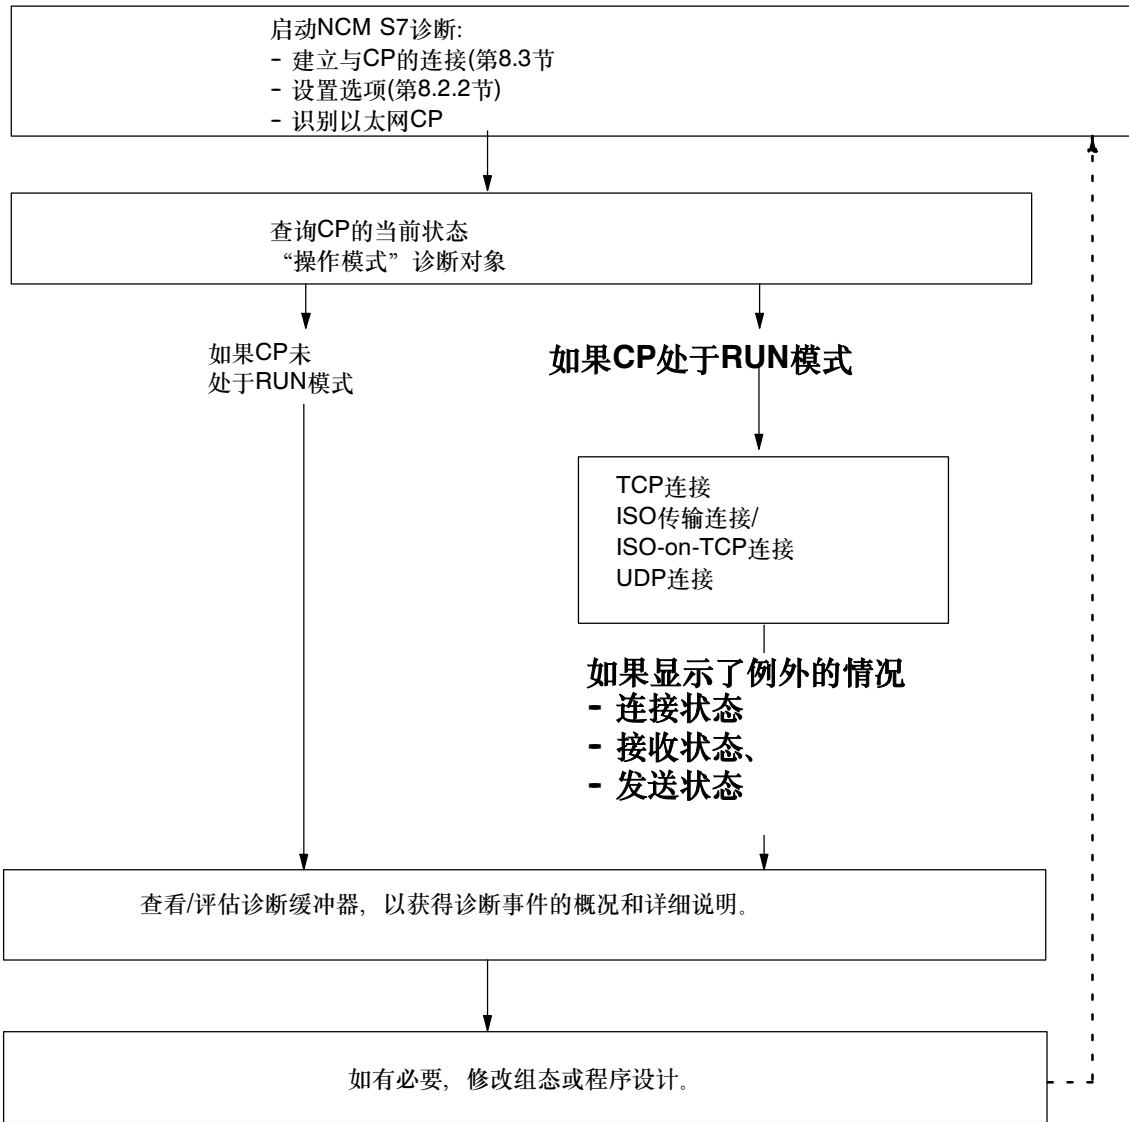 启动NCM S7诊断:
- 建立与CP的连接(第8.3节
- 设置选项(第8.2.2节)
- 识别以太网CP
查询CP的当前状态
“操作模式”诊断对象
如果CP未
处于RUN模式
如果CP处于RUN模式
TCP连接
ISO传输连接/
ISO-on-TCP连接
UDP连接
如果显示了例外的情况
- 连接状态
- 接收状态、
- 发送状态
查看/评估诊断缓冲器，以获得诊断事件的概况和详细说明。
如有必要，修改组态或程序设计。